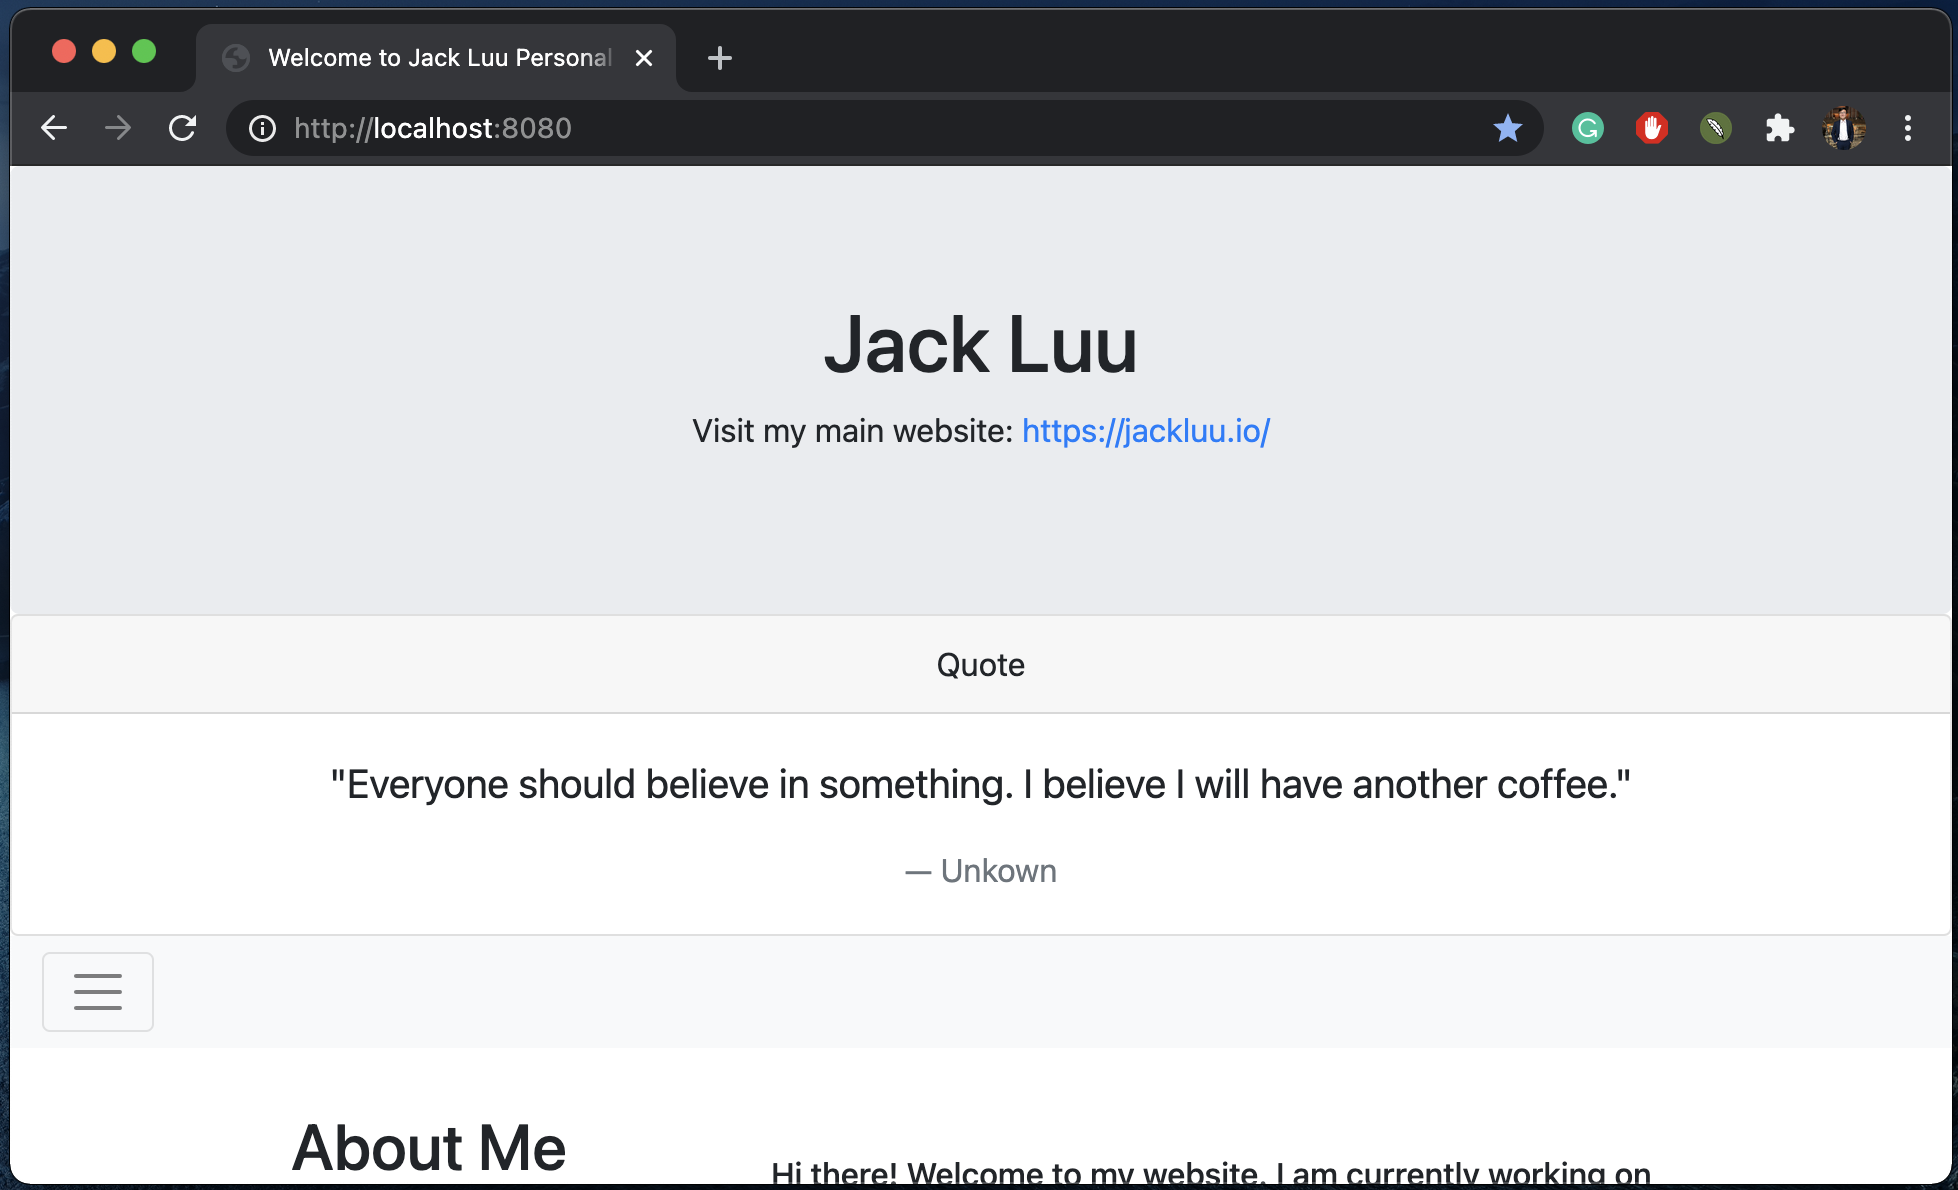 Welcome to Jack Luu Personal
http://localhost:8080
Jack Luu
Visit my main website: https://jackluu.io/
Quote
"Everyone should believe in something. I believe I will have another coffee."
— Unkown
About Me
Hi there! Welcome to my website. I am currently working on